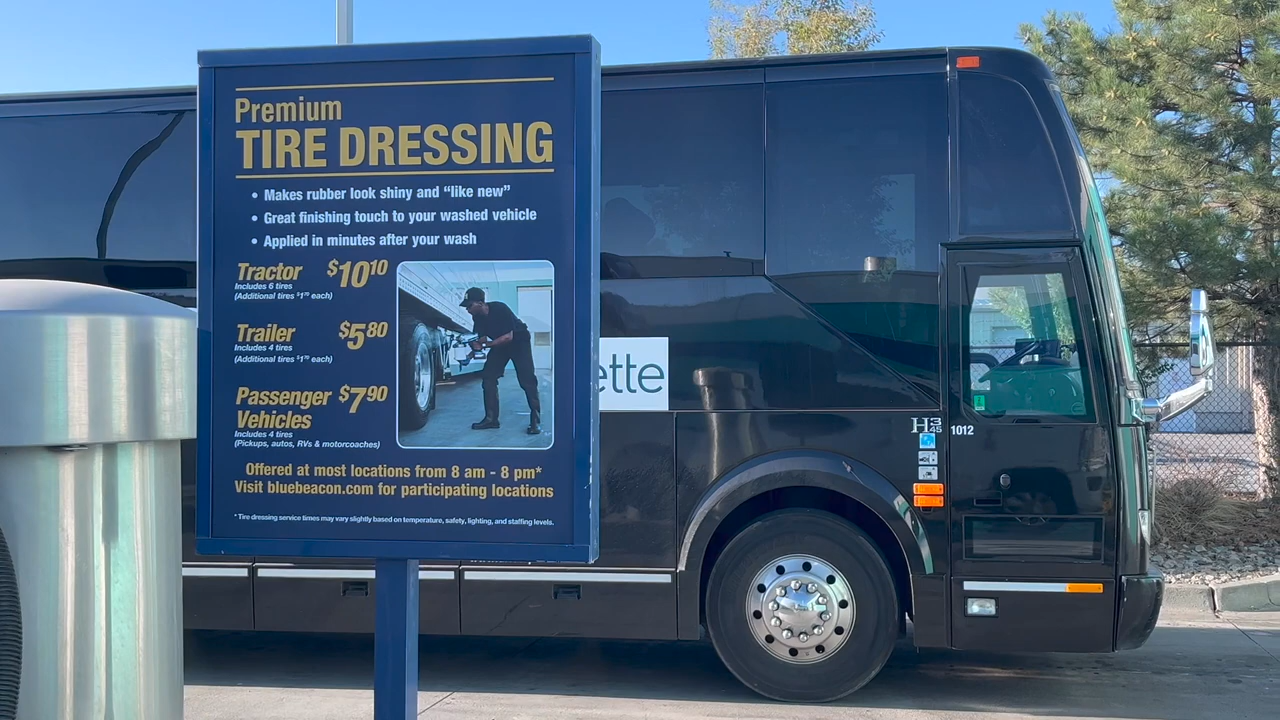 Premium
TIRE DRESSING
• Makes rubber look shiny and “like new”
• Great finishing touch to your washed vehicle
• Applied in minutes after your wash
Tractor $10¹⁰
Includes 6 tires
(Additional tires $1⁷⁰ each)
Trailer $5⁸⁰
Includes 4 tires
(Additional tires $1⁷⁰ each)
Passenger Vehicles $7⁹⁰
Includes 4 tires
(Pickups, autos, RVs & motorcoaches)
Offered at most locations from 8 am - 8 pm*
Visit bluebeacon.com for participating locations
* Tire dressing service times may vary slightly based on temperature, safety, lighting, and staffing levels.
ette
H3-45
1012